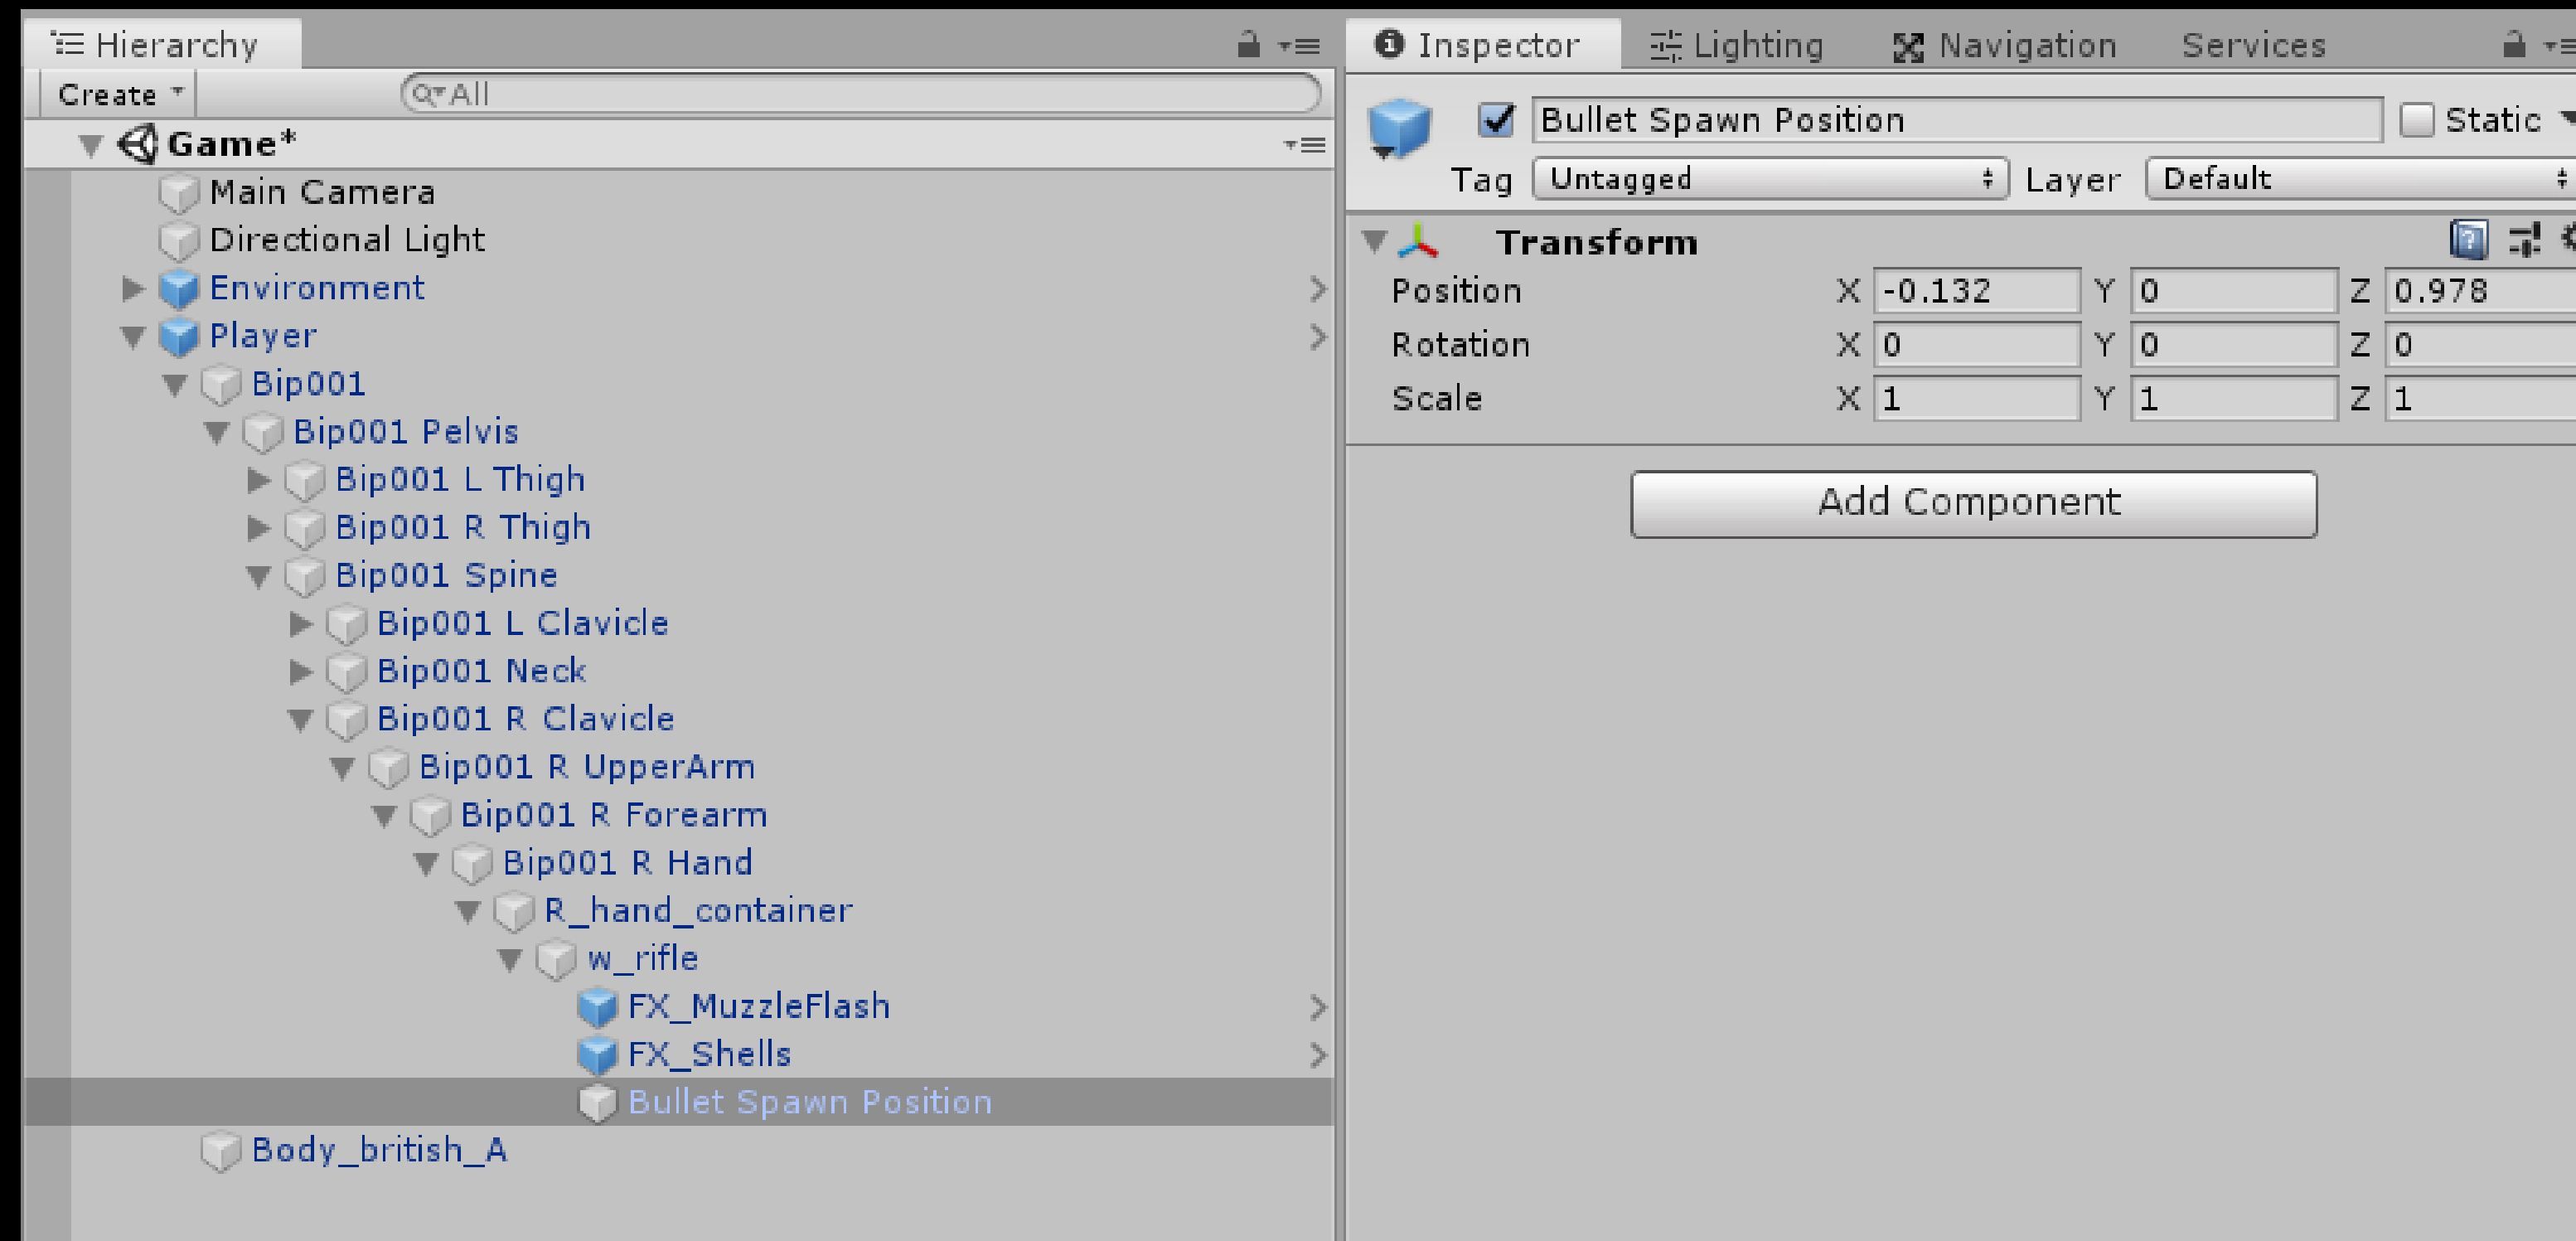 Hierarchy
Create
All
Game*
Main Camera
Directional Light
Environment
Player
Bip001
Bip001 Pelvis
Bip001 L Thigh
Bip001 R Thigh
Bip001 Spine
Bip001 L Clavicle
Bip001 Neck
Bip001 R Clavicle
Bip001 R UpperArm
Bip001 R Forearm
Bip001 R Hand
R_hand_container
w_rifle
FX_MuzzleFlash
FX_Shells
Bullet Spawn Position
Body_british_A
Inspector Lighting Navigation Services
Bullet Spawn Position Static
Tag Untagged Layer Default
Transform
Position X -0.132 Y 0 Z 0.978
Rotation X 0 Y 0 Z 0
Scale X 1 Y 1 Z 1
Add Component